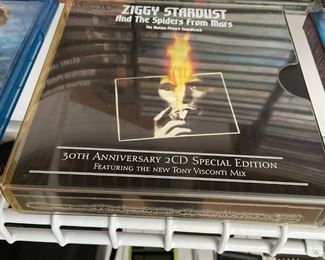 ZIGGY STARDUST
And The Spiders From Mars
The Motion Picture Soundtrack
30TH ANNIVERSARY 2CD SPECIAL EDITION
FEATURING THE NEW TONY VISCONTI MIX